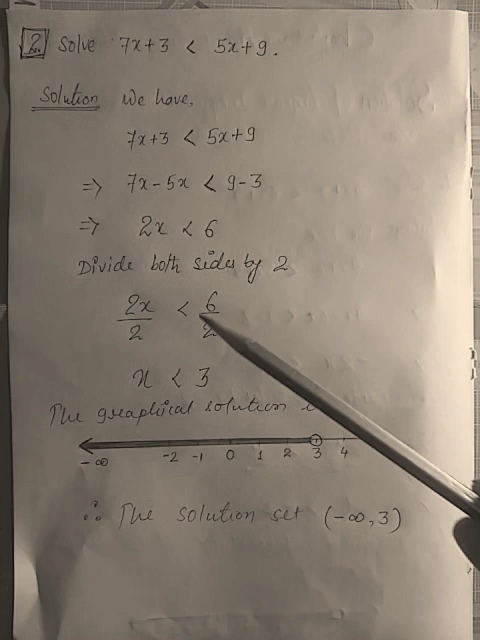 2. Solve 7x+3 < 5x+9.
Solution We have,
7x+3 < 5x+9
=> 7x-5x < 9-3
=> 2x < 6
Divide both sides by 2
2x/2 < 6/2
x < 3
The graphical solution
-∞ -2 -1 0 1 2 3 4
∴ The solution set (-∞, 3)